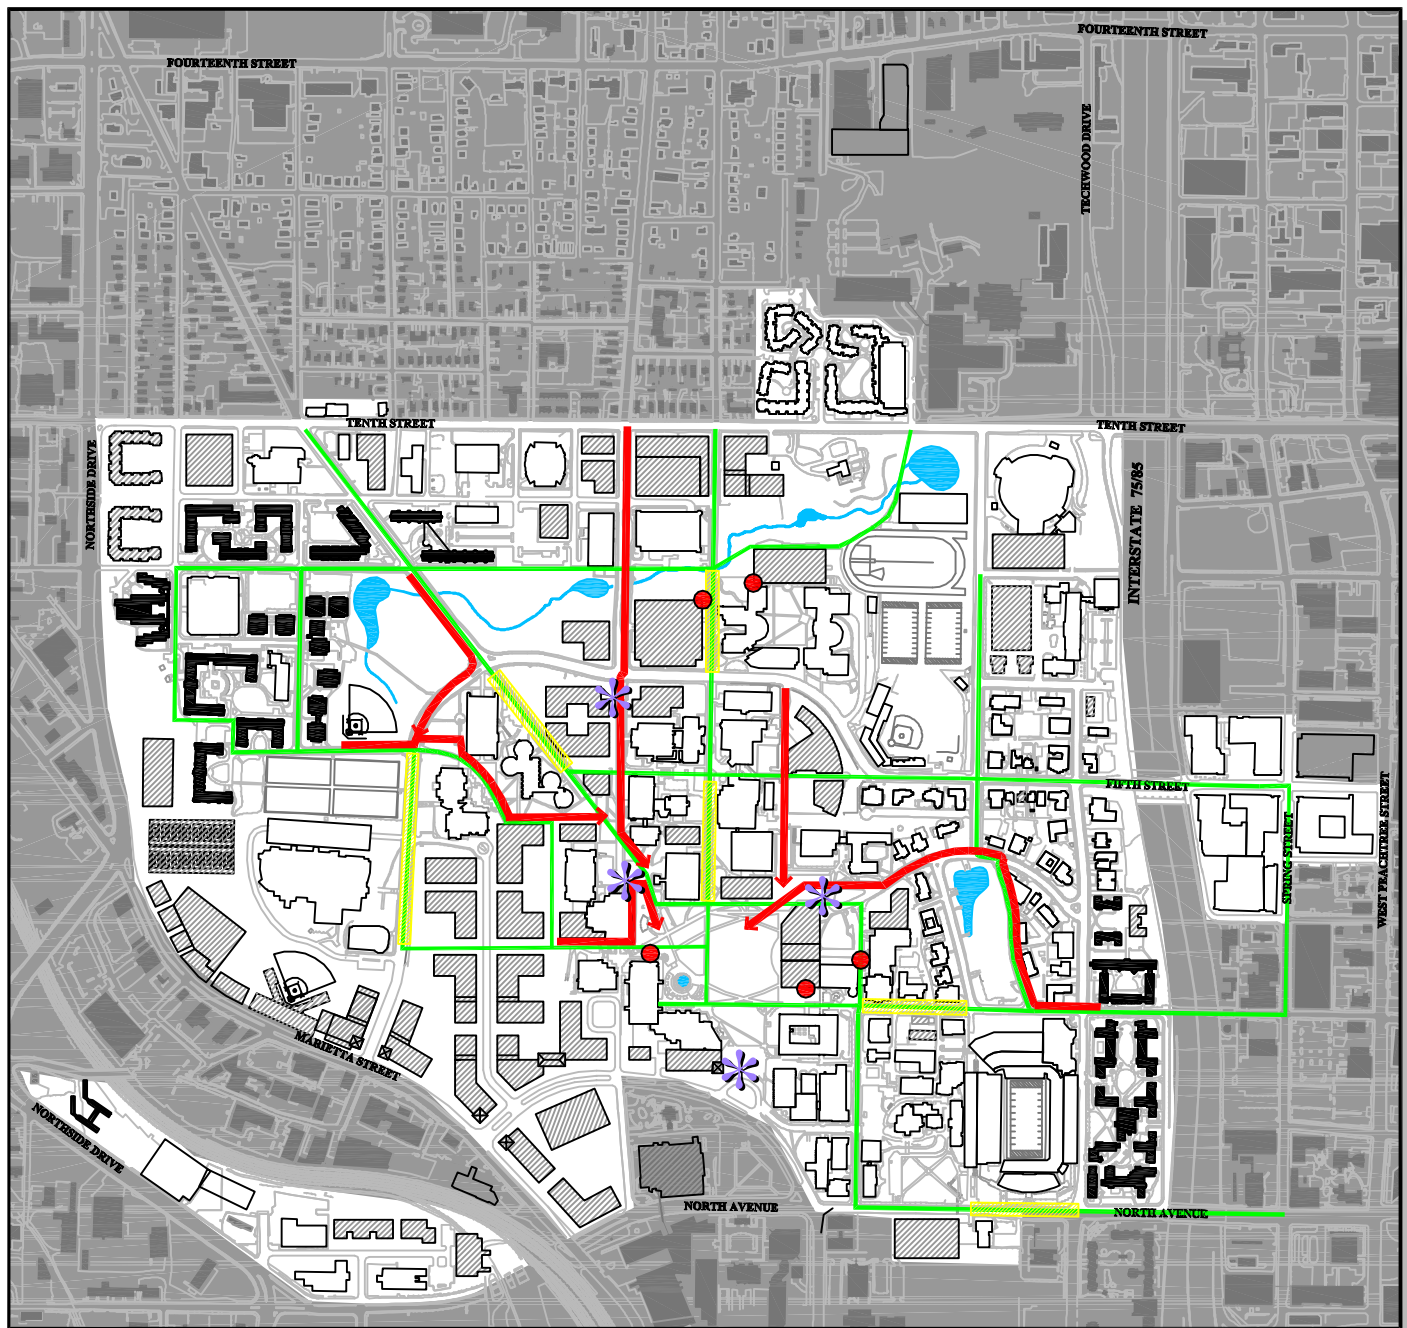 FOURTEENTH STREET
FOURTEENTH STREET
TECHWOOD DRIVE
TENTH STREET
TENTH STREET
NORTHSIDE DRIVE
INTERSTATE 75/85
FIFTH STREET
SPRING STREET
WEST PEACHTREE STREET
MARIETTA STREET
NORTHSIDE DRIVE
NORTH AVENUE
NORTH AVENUE